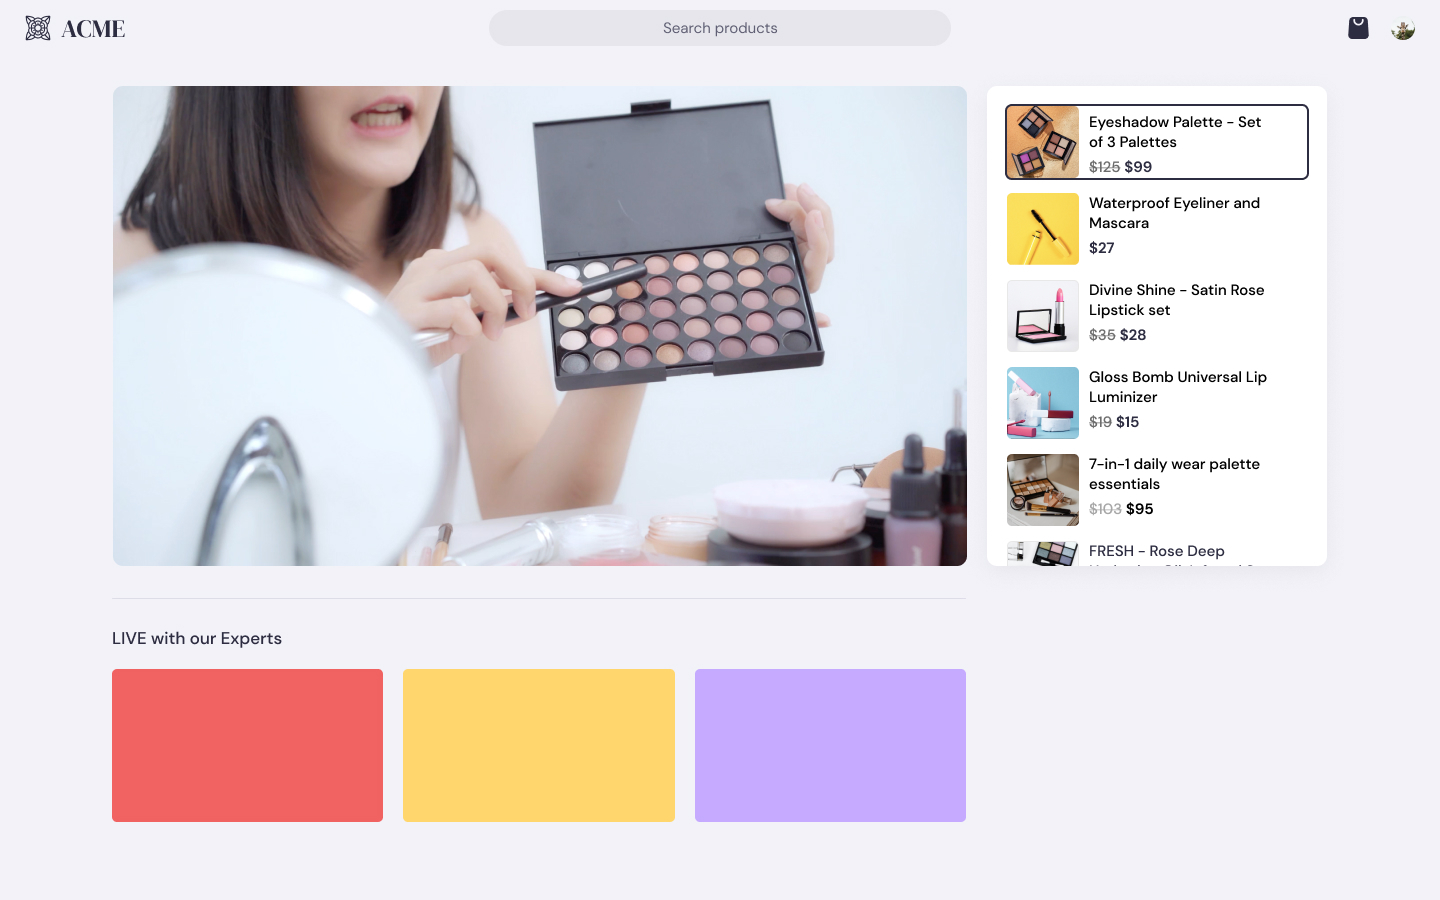 ACME
Search products
Eyeshadow Palette - Set
of 3 Palettes
$125 $99
Waterproof Eyeliner and
Mascara
$27
Divine Shine - Satin Rose
Lipstick set
$35 $28
Gloss Bomb Universal Lip
Luminizer
$19 $15
7-in-1 daily wear palette
essentials
$103 $95
FRESH - Rose Deep
LIVE with our Experts